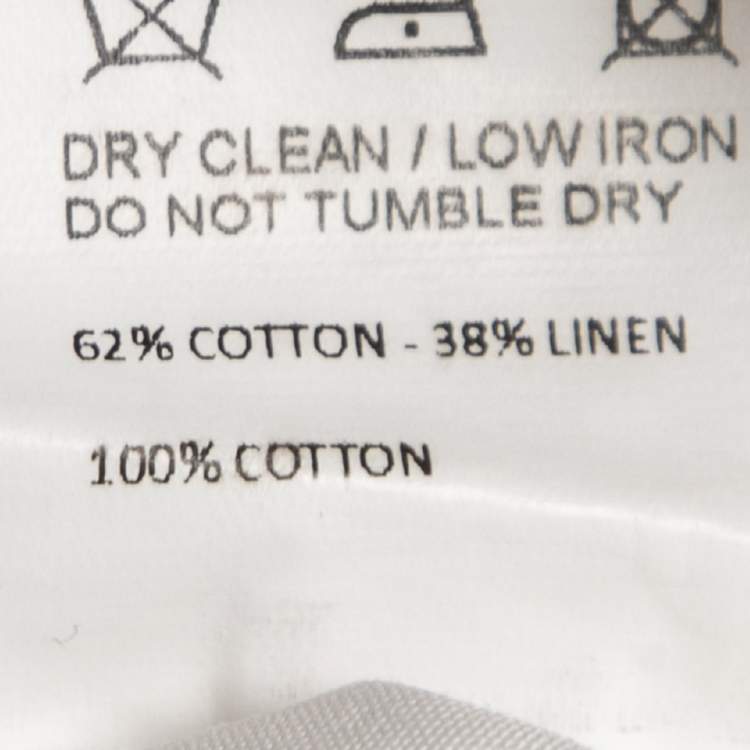 DRY CLEAN / LOW IRON
DO NOT TUMBLE DRY
62% COTTON - 38% LINEN
100% COTTON